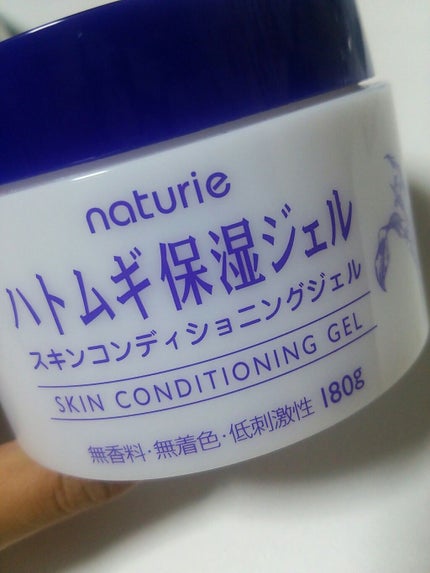 naturie
ハトムギ保湿ジェル
スキンコンディショニングジェル
SKIN CONDITIONING GEL
無香料・無着色・低刺激性 180g